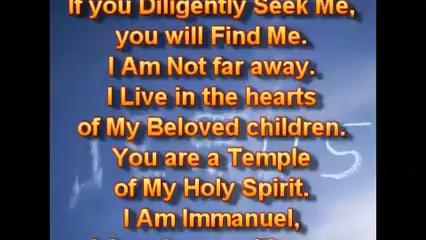 If you Diligently Seek Me,
you will Find Me.
I Am Not far away.
I Live in the hearts
of My Beloved children.
You are a Temple
of My Holy Spirit.
I Am Immanuel,